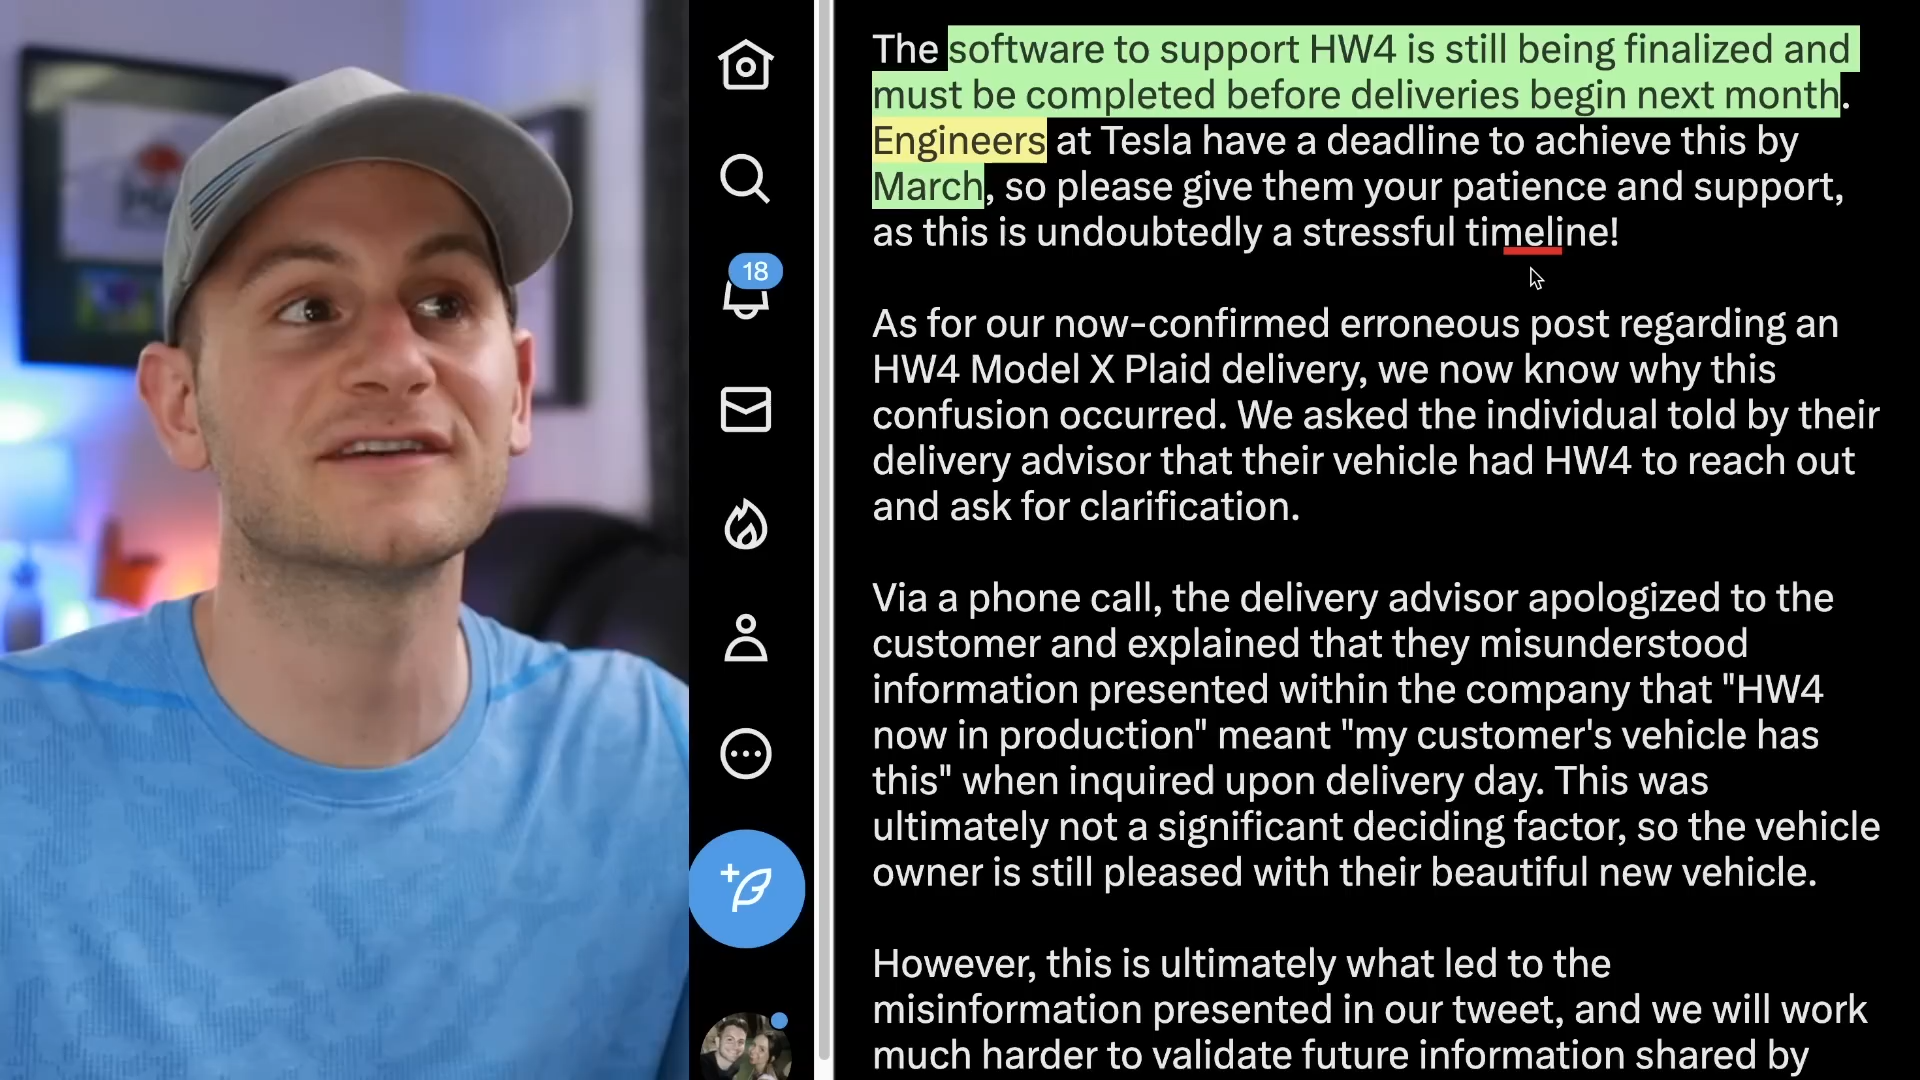 The software to support HW4 is still being finalized and
must be completed before deliveries begin next month.
Engineers at Tesla have a deadline to achieve this by
March, so please give them your patience and support,
as this is undoubtedly a stressful timeline!
18
As for our now-confirmed erroneous post regarding an
HW4 Model X Plaid delivery, we now know why this
confusion occurred. We asked the individual told by their
delivery advisor that their vehicle had HW4 to reach out
and ask for clarification.
Via a phone call, the delivery advisor apologized to the
customer and explained that they misunderstood
information presented within the company that "HW4
now in production" meant "my customer's vehicle has
this" when inquired upon delivery day. This was
ultimately not a significant deciding factor, so the vehicle
owner is still pleased with their beautiful new vehicle.
However, this is ultimately what led to the
misinformation presented in our tweet, and we will work
much harder to validate future information shared by